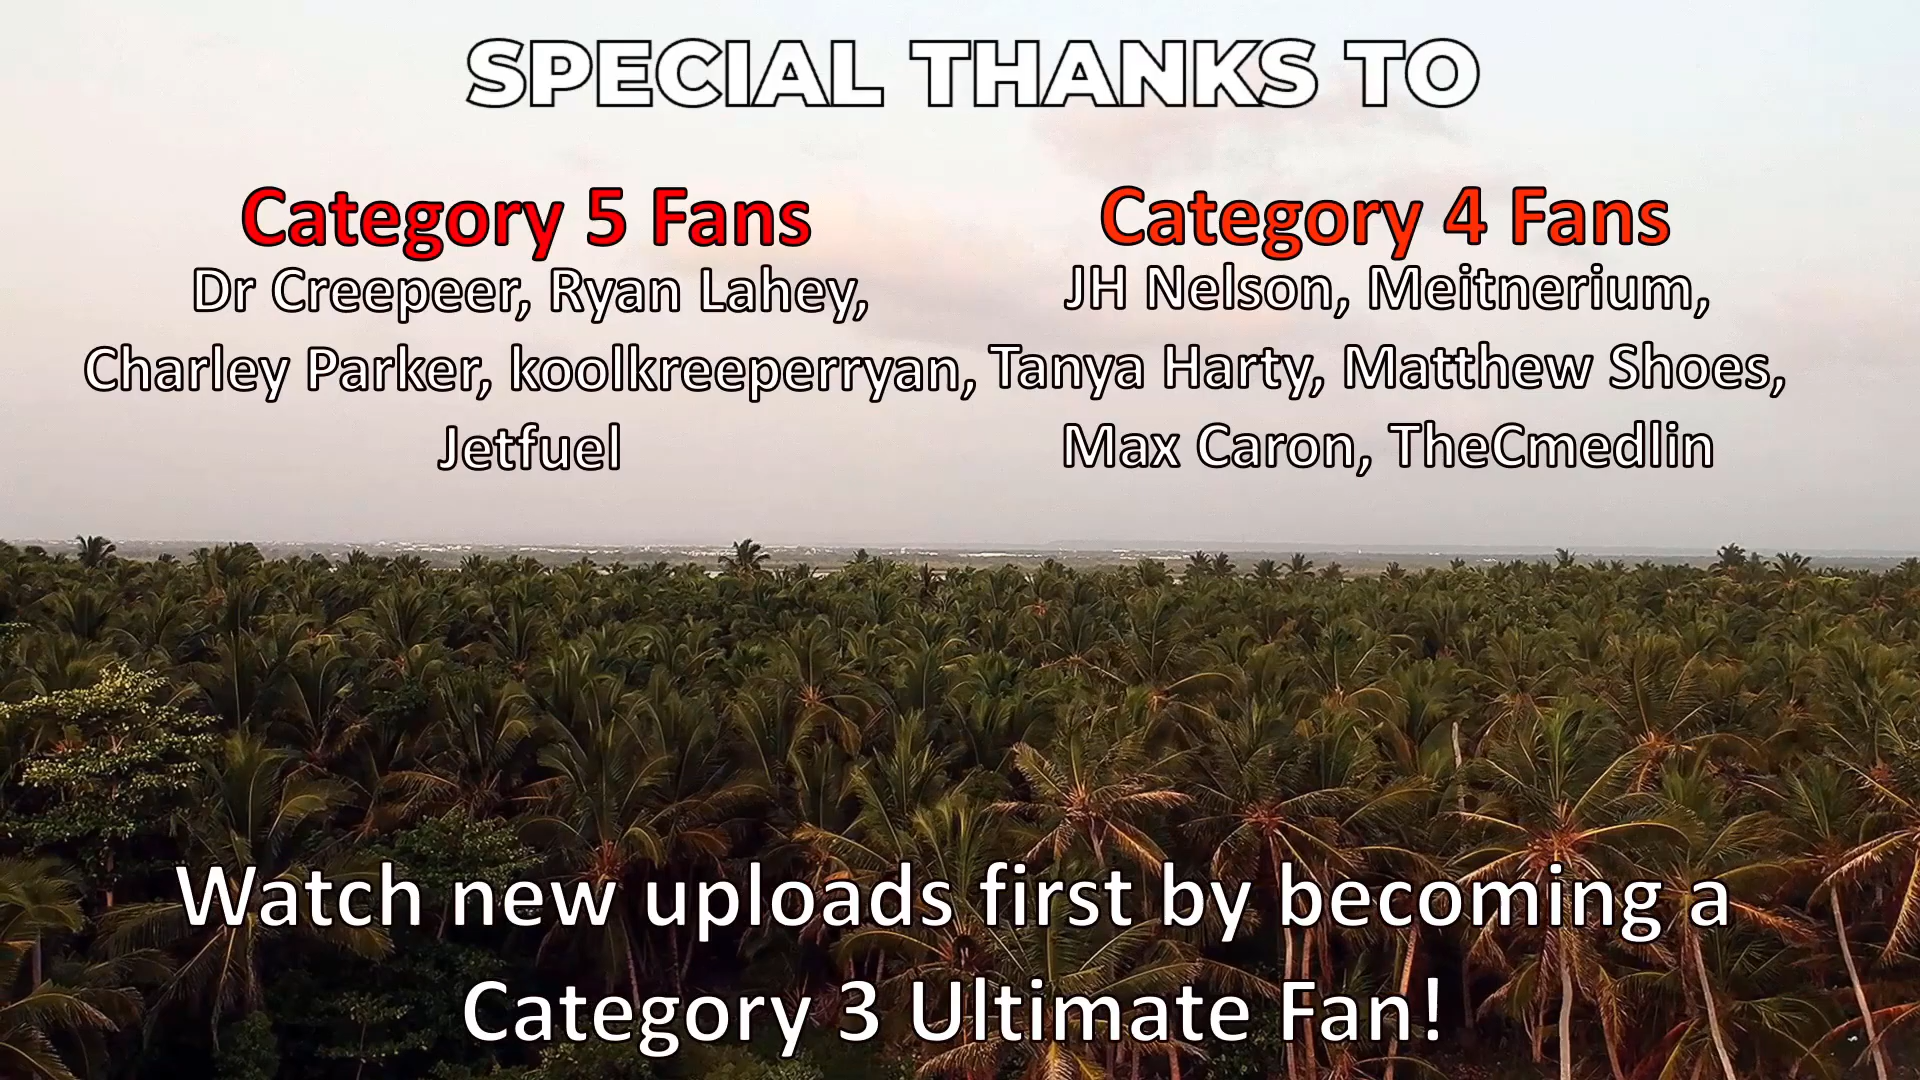 SPECIAL THANKS TO
Category 5 Fans
Dr Creepeer, Ryan Lahey,
Charley Parker, koolkreeperryan,
Jetfuel
Category 4 Fans
JH Nelson, Meitnerium,
Tanya Harty, Matthew Shoes,
Max Caron, TheCmedlin
Watch new uploads first by becoming a
Category 3 Ultimate Fan!